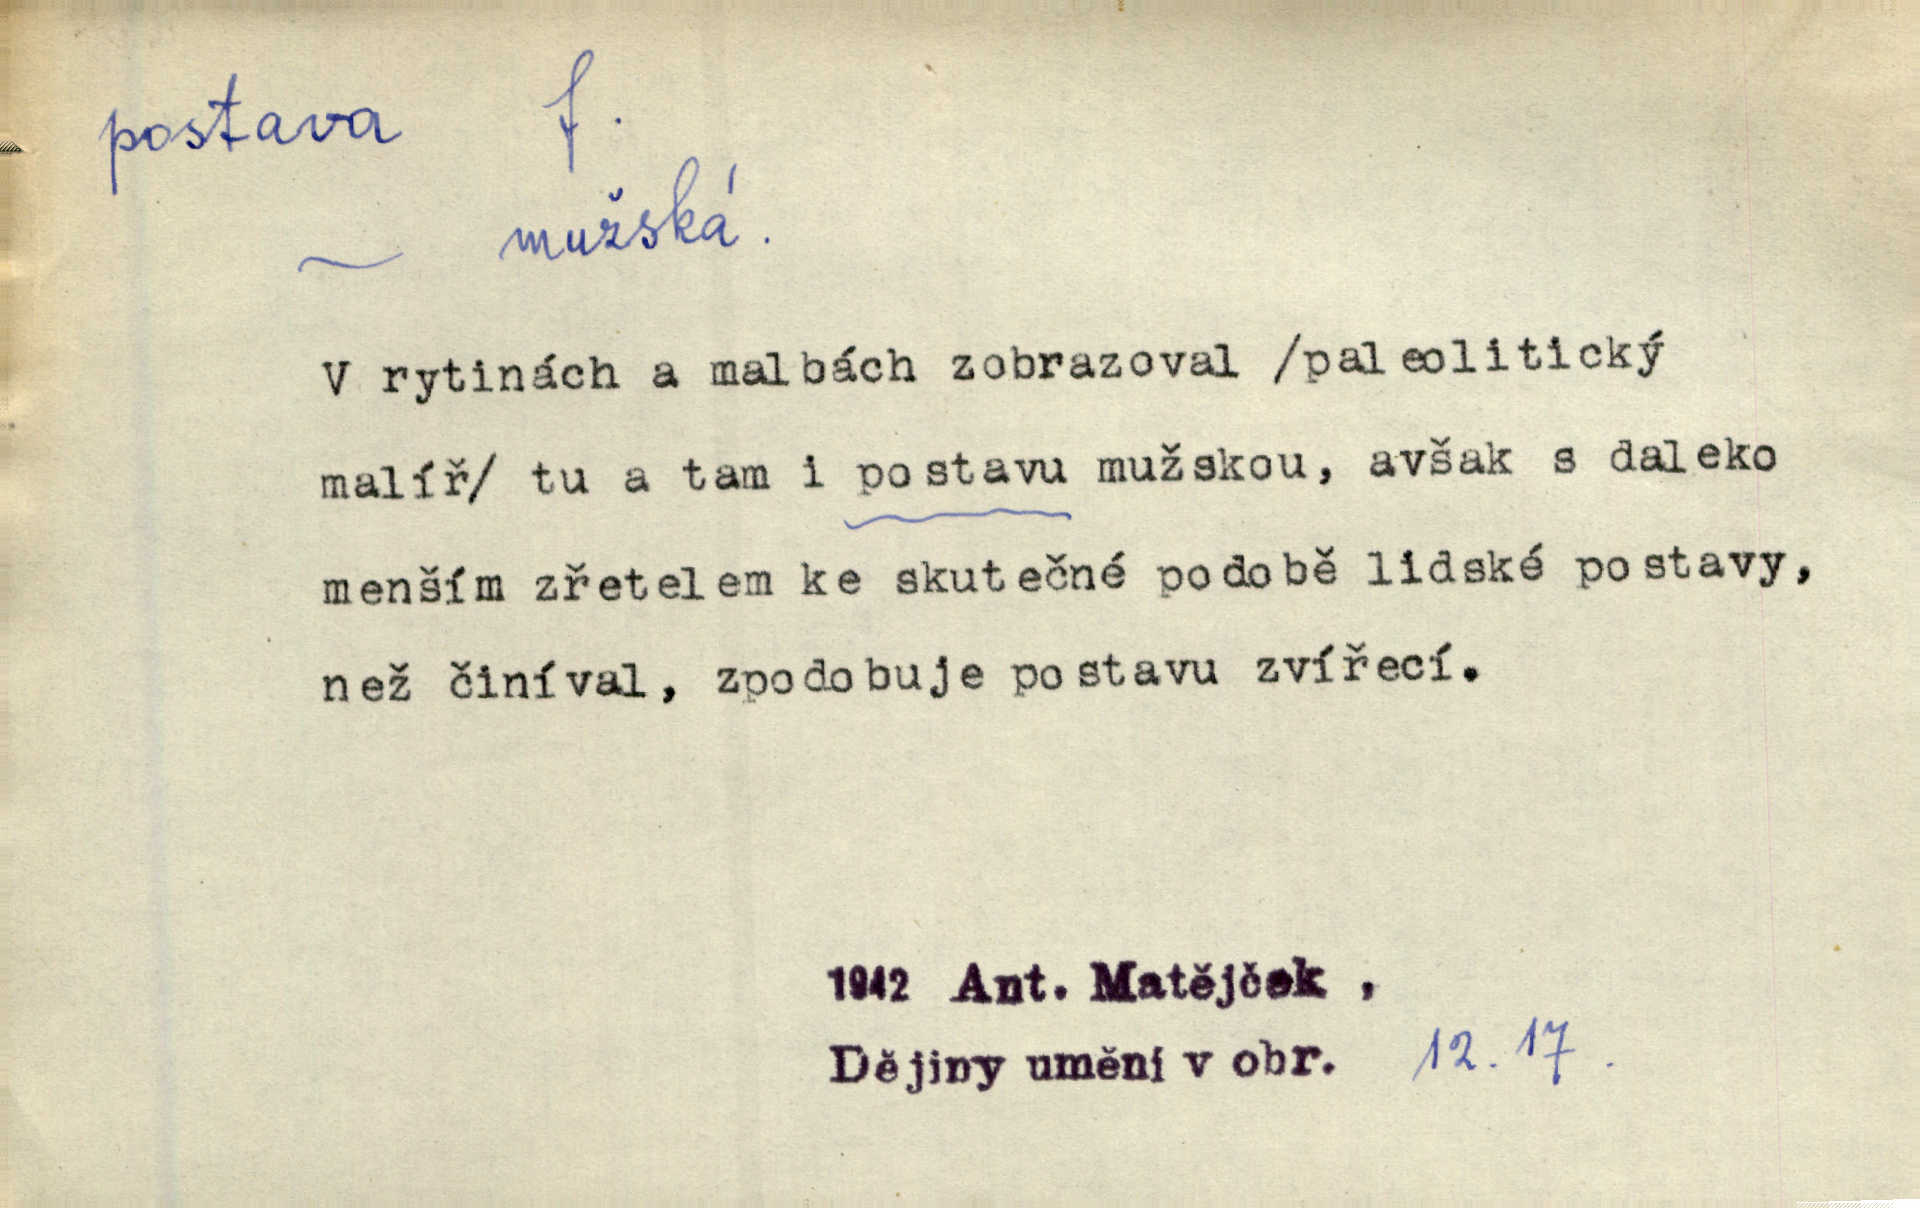 postava f.
~ mužská.
V rytinách a malbách zobrazoval /paleolitický
malíř/ tu a tam i postavu mužskou, avšak s daleko
menším zřetelem ke skutečné podobě lidské postavy,
než činíval, zpodobuje postavu zvířecí.
1942 Ant. Matějček ,
Dějiny umění v obr. 12. 17.